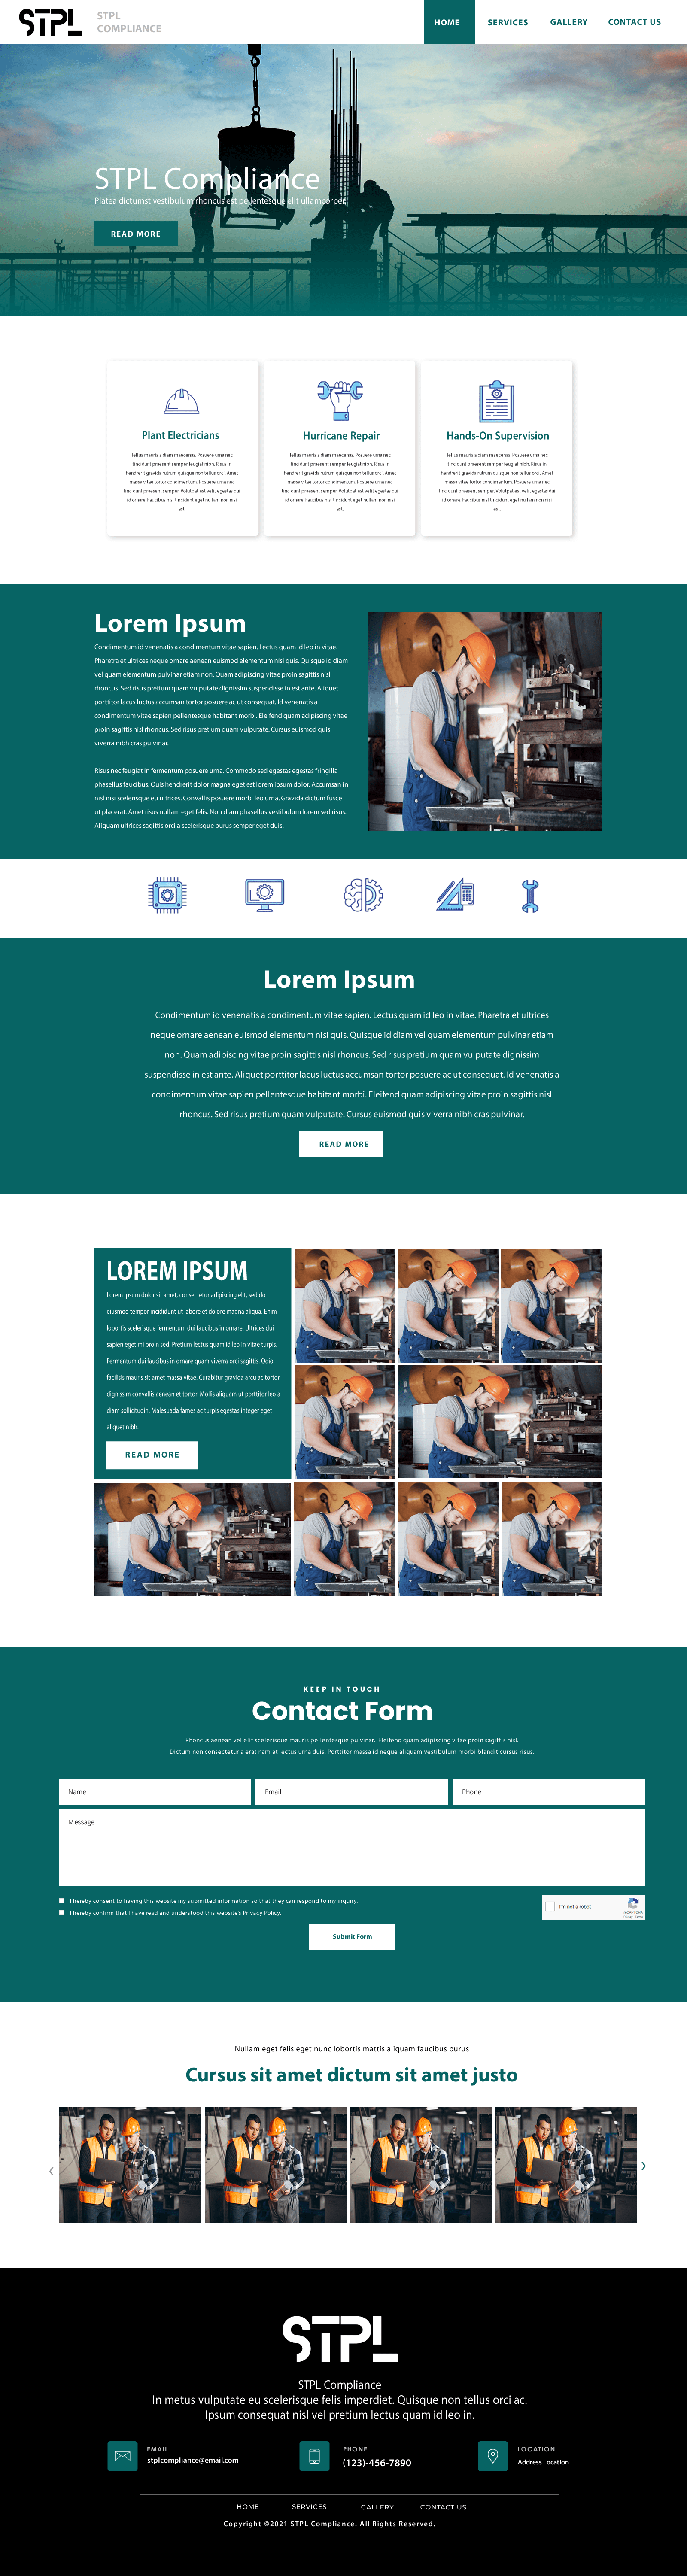 STPL
STPL
COMPLIANCE
HOME
SERVICES
GALLERY
CONTACT US
STPL Compliance
Platea dictumst vestibulum rhoncus est pellentesque elit ullamcorper.
READ MORE
Plant Electricians
Tellus mauris a diam maecenas. Posuere urna nec
tincidunt praesent semper feugiat nibh. Risus in
hendrerit gravida rutrum quisque non tellus orci. Amet
massa vitae tortor condimentum. Posuere urna nec
tincidunt praesent semper. Volutpat est velit egestas dui
id ornare. Faucibus nisl tincidunt eget nullam non nisi
est.
Hurricane Repair
Tellus mauris a diam maecenas. Posuere urna nec
tincidunt praesent semper feugiat nibh. Risus in
hendrerit gravida rutrum quisque non tellus orci. Amet
massa vitae tortor condimentum. Posuere urna nec
tincidunt praesent semper. Volutpat est velit egestas dui
id ornare. Faucibus nisl tincidunt eget nullam non nisi
est.
Hands-On Supervision
Tellus mauris a diam maecenas. Posuere urna nec
tincidunt praesent semper feugiat nibh. Risus in
hendrerit gravida rutrum quisque non tellus orci. Amet
massa vitae tortor condimentum. Posuere urna nec
tincidunt praesent semper. Volutpat est velit egestas dui
id ornare. Faucibus nisl tincidunt eget nullam non nisi
est.
Lorem Ipsum
Condimentum id venenatis a condimentum vitae sapien. Lectus quam id leo in vitae.
Pharetra et ultrices neque ornare aenean euismod elementum nisi quis. Quisque id diam
vel quam elementum pulvinar etiam non. Quam adipiscing vitae proin sagittis nisl
rhoncus. Sed risus pretium quam vulputate dignissim suspendisse in est ante. Aliquet
porttitor lacus luctus accumsan tortor posuere ac ut consequat. Id venenatis a
condimentum vitae sapien pellentesque habitant morbi. Eleifend quam adipiscing vitae
proin sagittis nisl rhoncus. Sed risus pretium quam vulputate. Cursus euismod quis
viverra nibh cras pulvinar.
Risus nec feugiat in fermentum posuere urna. Commodo sed egestas egestas fringilla
phasellus faucibus. Quis hendrerit dolor magna eget est lorem ipsum dolor. Accumsan in
nisl nisi scelerisque eu ultrices. Convallis posuere morbi leo urna. Gravida dictum fusce
ut placerat. Amet risus nullam eget felis. Non diam phasellus vestibulum lorem sed risus.
Aliquam ultrices sagittis orci a scelerisque purus semper eget duis.
Lorem Ipsum
Condimentum id venenatis a condimentum vitae sapien. Lectus quam id leo in vitae. Pharetra et ultrices
neque ornare aenean euismod elementum nisi quis. Quisque id diam vel quam elementum pulvinar etiam
non. Quam adipiscing vitae proin sagittis nisl rhoncus. Sed risus pretium quam vulputate dignissim
suspendisse in est ante. Aliquet porttitor lacus luctus accumsan tortor posuere ac ut consequat. Id venenatis a
condimentum vitae sapien pellentesque habitant morbi. Eleifend quam adipiscing vitae proin sagittis nisl
rhoncus. Sed risus pretium quam vulputate. Cursus euismod quis viverra nibh cras pulvinar.
READ MORE
LOREM IPSUM
Lorem ipsum dolor sit amet, consectetur adipiscing elit, sed do
eiusmod tempor incididunt ut labore et dolore magna aliqua. Enim
lobortis scelerisque fermentum dui faucibus in ornare. Ultrices dui
sapien eget mi proin sed. Pretium lectus quam id leo in vitae turpis.
Fermentum dui faucibus in ornare quam viverra orci sagittis. Odio
facilisis mauris sit amet massa vitae. Curabitur gravida arcu ac tortor
dignissim convallis aenean et tortor. Mollis aliquam ut porttitor leo a
diam sollicitudin. Malesuada fames ac turpis egestas integer eget
aliquet nibh.
READ MORE
KEEP IN TOUCH
Contact Form
Rhoncus aenean vel elit scelerisque mauris pellentesque pulvinar. Eleifend quam adipiscing vitae proin sagittis nisl.
Dictum non consectetur a erat nam at lectus urna duis. Porttitor massa id neque aliquam vestibulum morbi blandit cursus risus.
Name
Email
Phone
Message
I hereby consent to having this website my submitted information so that they can respond to my inquiry.
I hereby confirm that I have read and understood this website's Privacy Policy.
I'm not a robot
reCAPTCHA
Privacy - Terms
Submit Form
Nullam eget felis eget nunc lobortis mattis aliquam faucibus purus
Cursus sit amet dictum sit amet justo
STPL
STPL Compliance
In metus vulputate eu scelerisque felis imperdiet. Quisque non tellus orci ac.
Ipsum consequat nisl vel pretium lectus quam id leo in.
EMAIL
stplcompliance@email.com
PHONE
(123)-456-7890
LOCATION
Address Location
HOME
SERVICES
GALLERY
CONTACT US
Copyright ©2021 STPL Compliance. All Rights Reserved.